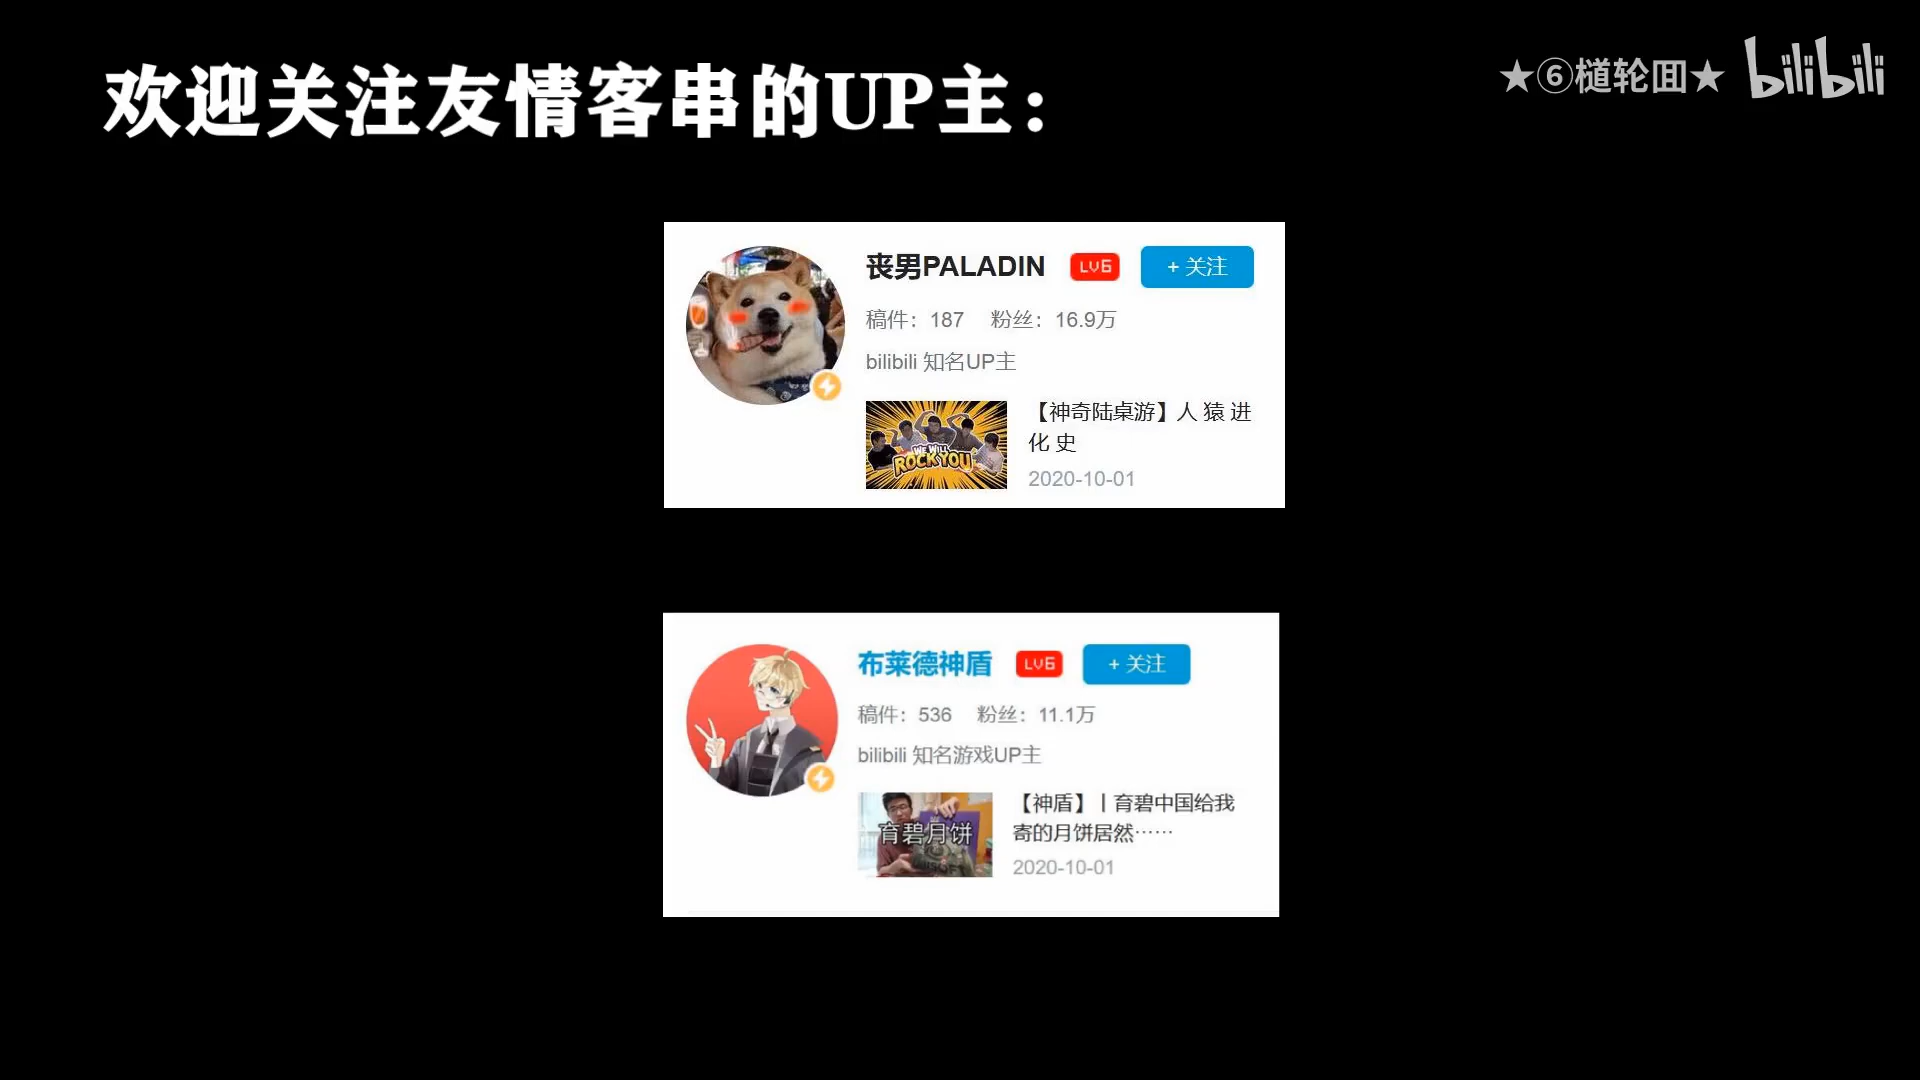 欢迎关注友情客串的UP主：
★⑥槌轮囬★ bilibili
丧男PALADIN LV6 + 关注
稿件：187 粉丝：16.9万
bilibili 知名UP主
WE WILL
ROCK YOU
【神奇陆桌游】人 猿 进
化 史
2020-10-01
布莱德神盾 LV6 + 关注
稿件：536 粉丝：11.1万
bilibili 知名游戏UP主
育碧月饼
【神盾】丨育碧中国给我
寄的月饼居然……
2020-10-01